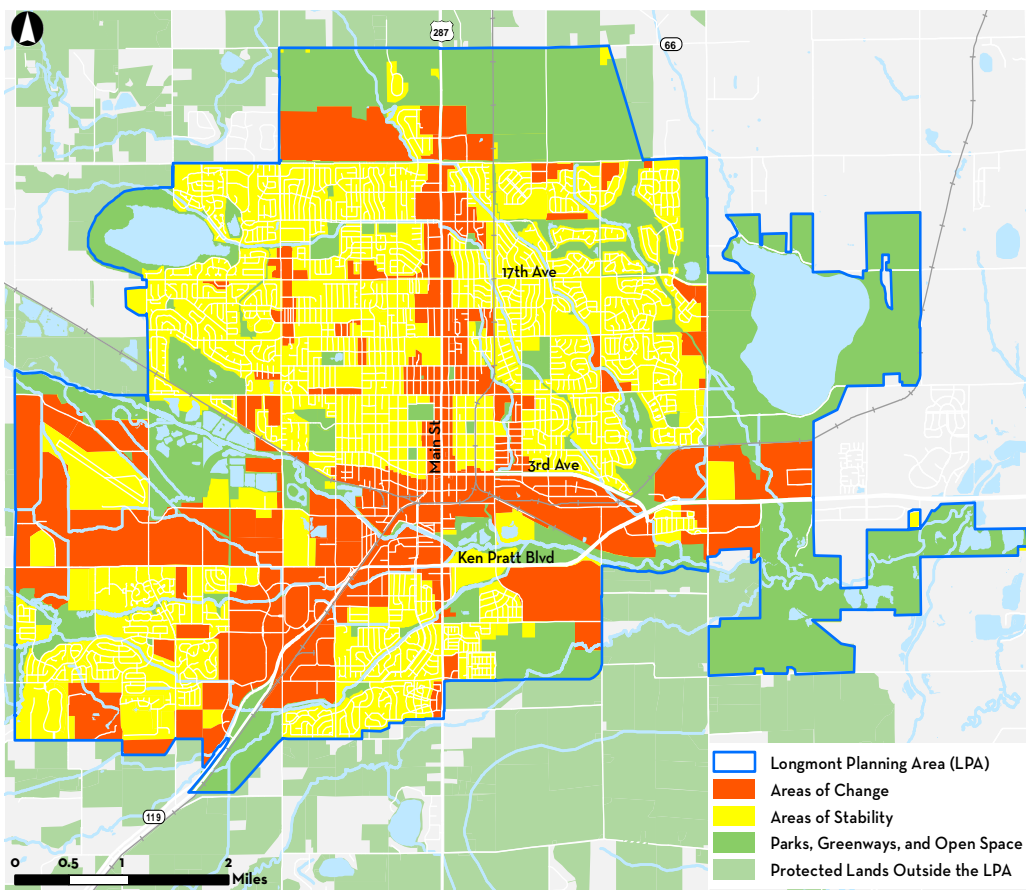 287
66
17th Ave
Main St
3rd Ave
Ken Pratt Blvd
119
Longmont Planning Area (LPA)
Areas of Change
Areas of Stability
Parks, Greenways, and Open Space
Protected Lands Outside the LPA
0 0.5 1 2
Miles